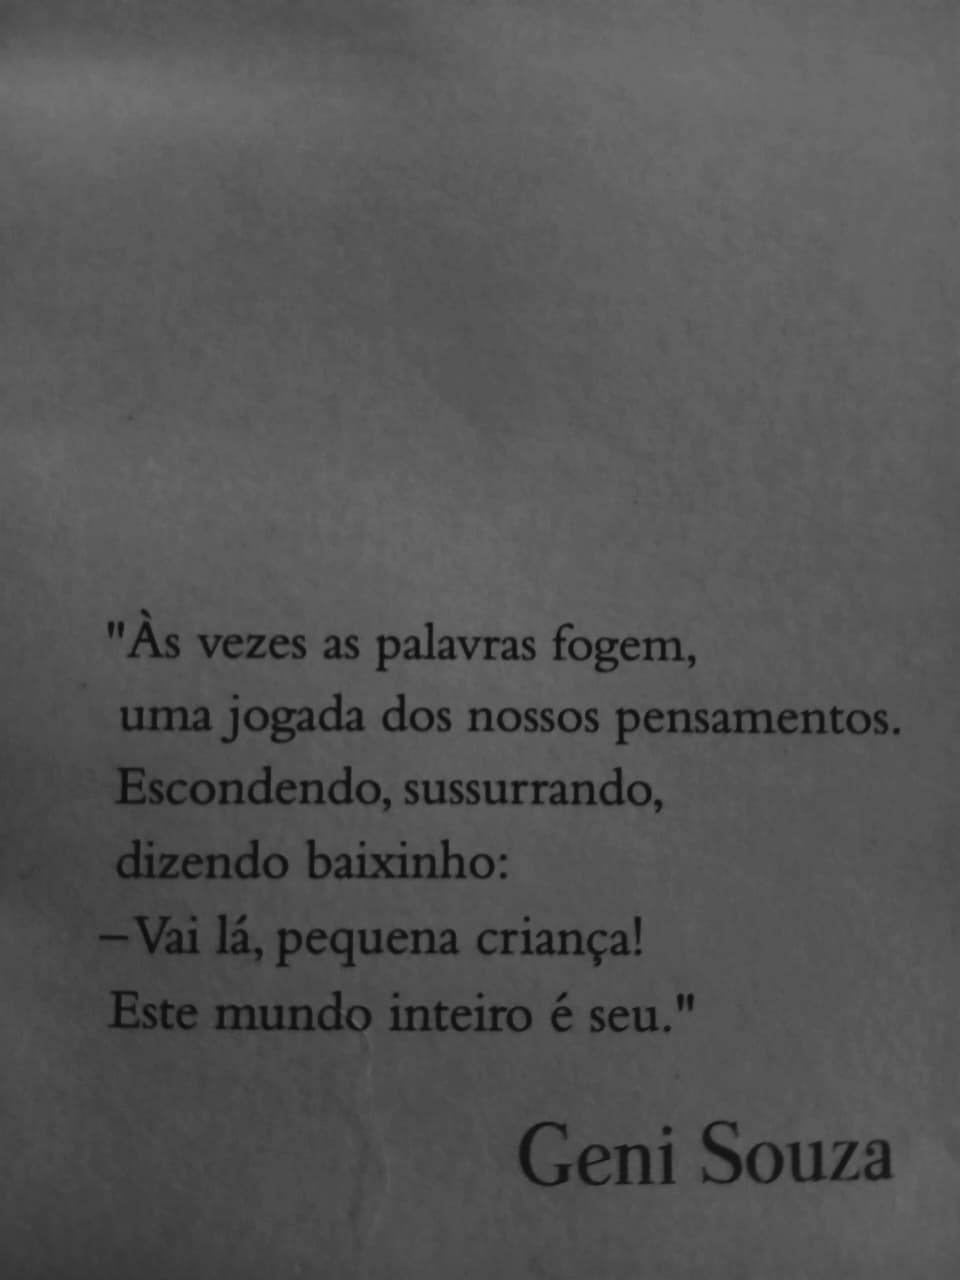 "Às vezes as palavras fogem,
uma jogada dos nossos pensamentos.
Escondendo, sussurrando,
dizendo baixinho:
–Vai lá, pequena criança!
Este mundo inteiro é seu."
Geni Souza